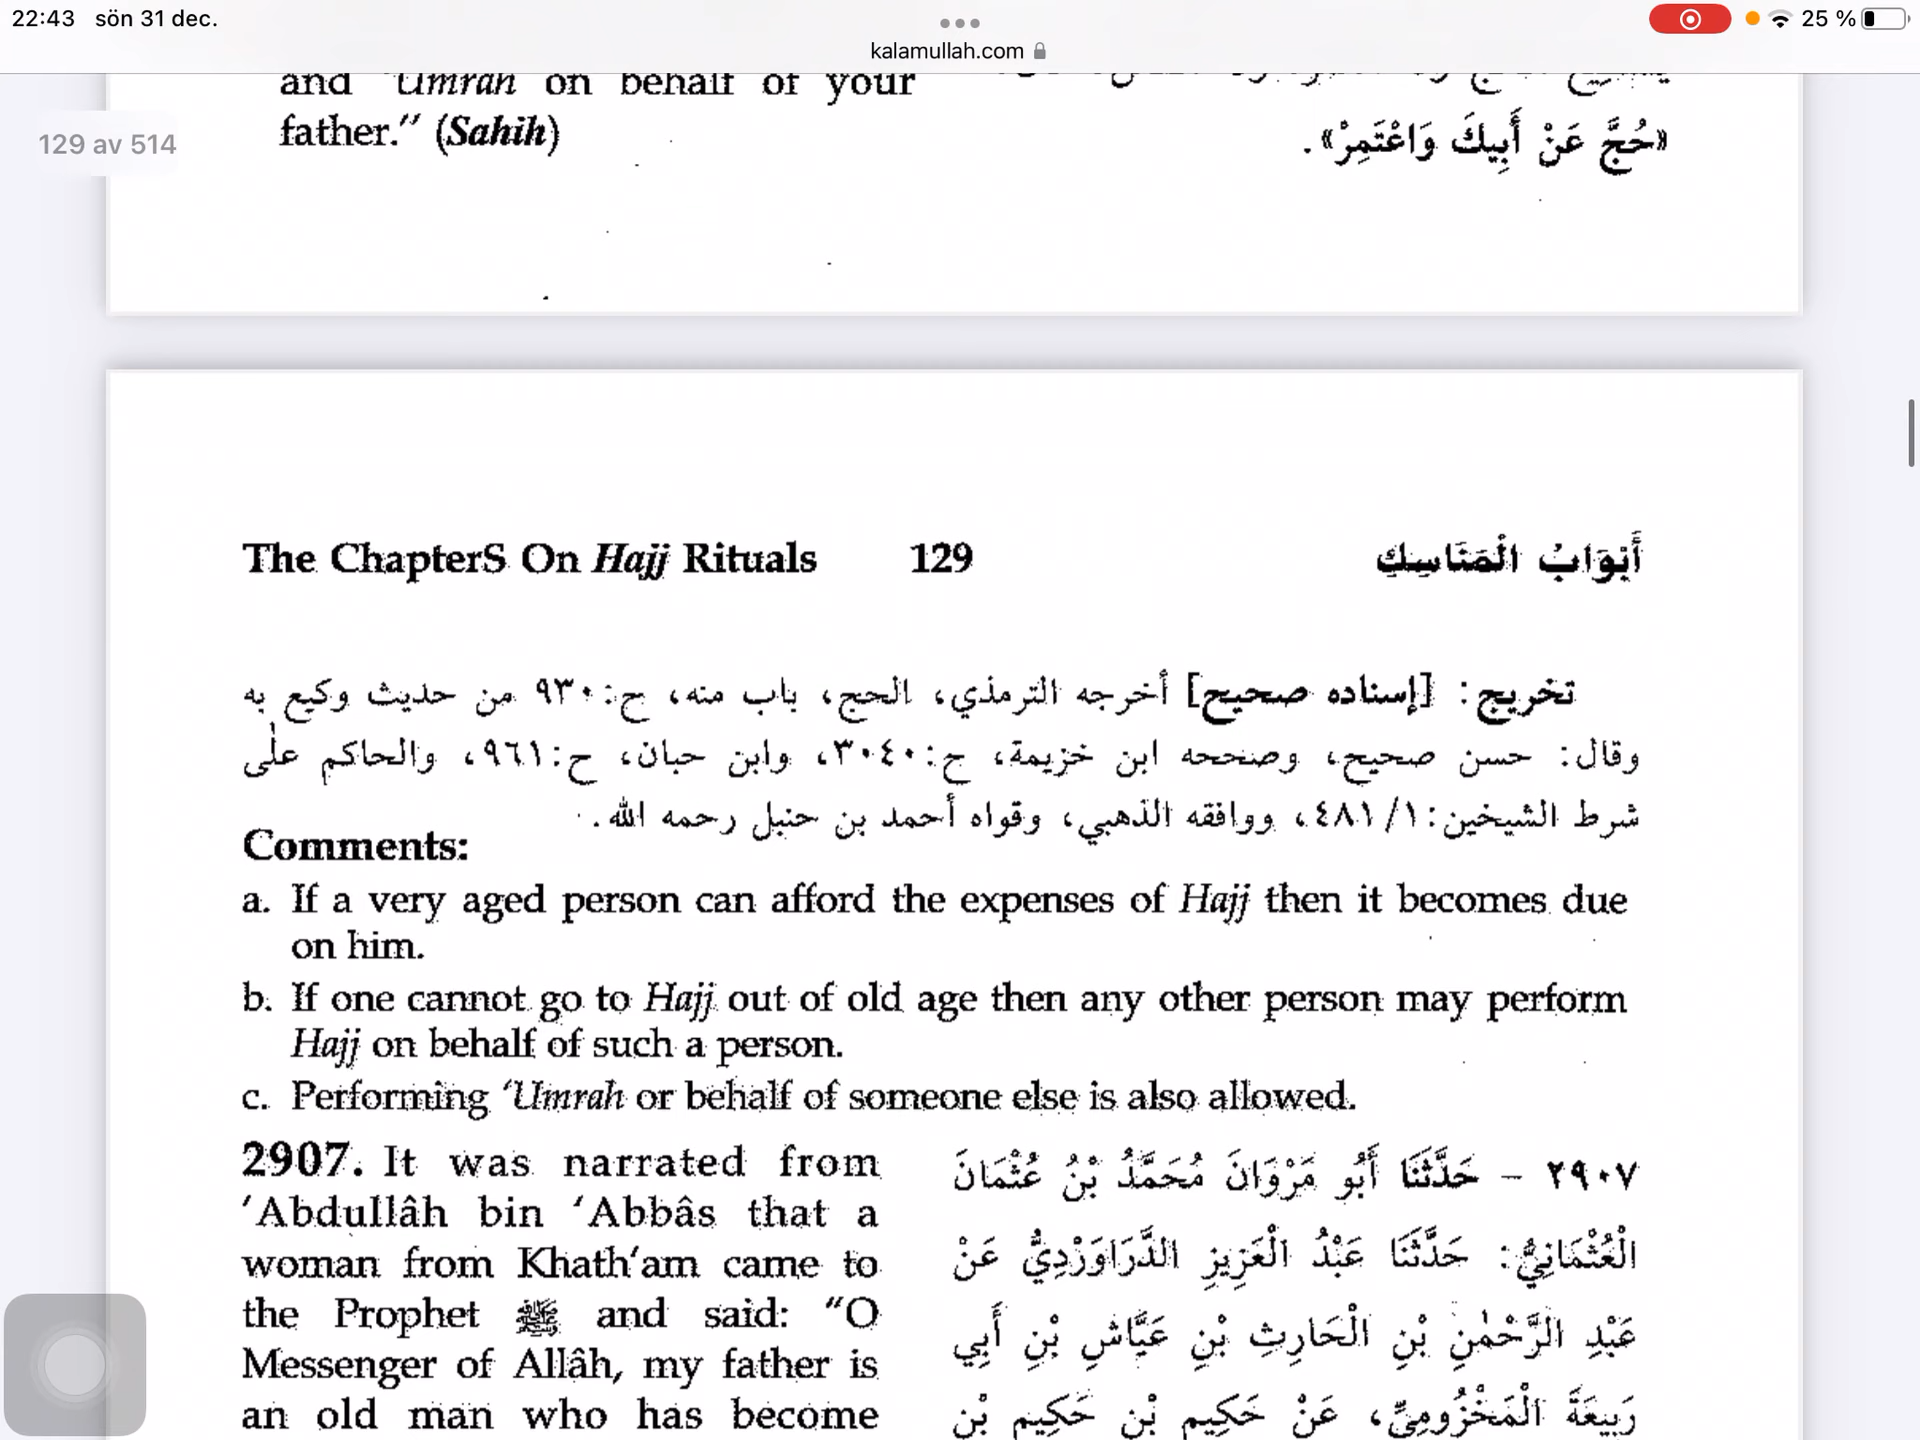 22:43 sön 31 dec.
25 %
kalamullah.com
129 av 514
and 'Umrah on behalf of your
father.” (Sahih)
«حُجَّ عَنْ أَبِيكَ وَاعْتَمِرْ» .
The ChapterS On Hajj Rituals 129 أَبْوَابُ الْمَنَاسِكِ
تخريج: [إسناده صحيح] أخرجه الترمذي، الحج، باب منه، ح:٩٣٠ من حديث وكيع به
وقال: حسن صحيح، وصححه ابن خزيمة، ح:٣٠٤٠، وابن حبان، ح:٩٦١، والحاكم على
شرط الشيخين:١/ ٤٨١، ووافقه الذهبي، وقواه أحمد بن حنبل رحمه الله.
Comments:
a. If a very aged person can afford the expenses of Hajj then it becomes due
on him.
b. If one cannot go to Hajj out of old age then any other person may perform
Hajj on behalf of such a person.
c. Performing ‘Umrah or behalf of someone else is also allowed.
2907. It was narrated from
‘Abdullâh bin ‘Abbâs that a
woman from Khath‘am came to
the Prophet ﷺ and said: “O
Messenger of Allâh, my father is
an old man who has become
٢٩٠٧ – حَدَّثَنَا أَبُو مَرْوَانَ مُحَمَّدُ بْنُ عُثْمَانَ
الْعُثْمَانِيُّ: حَدَّثَنَا عَبْدُ الْعَزِيزِ الدَّرَاوَرْدِيُّ عَنْ
عَبْدِ الرَّحْمٰنِ بْنِ الْحَارِثِ بْنِ عَيَّاشِ بْنِ أَبِي
رَبِيعَةَ الْمَخْزُومِيِّ، عَنْ حَكِيمِ بْنِ حَكِيمِ بْنِ